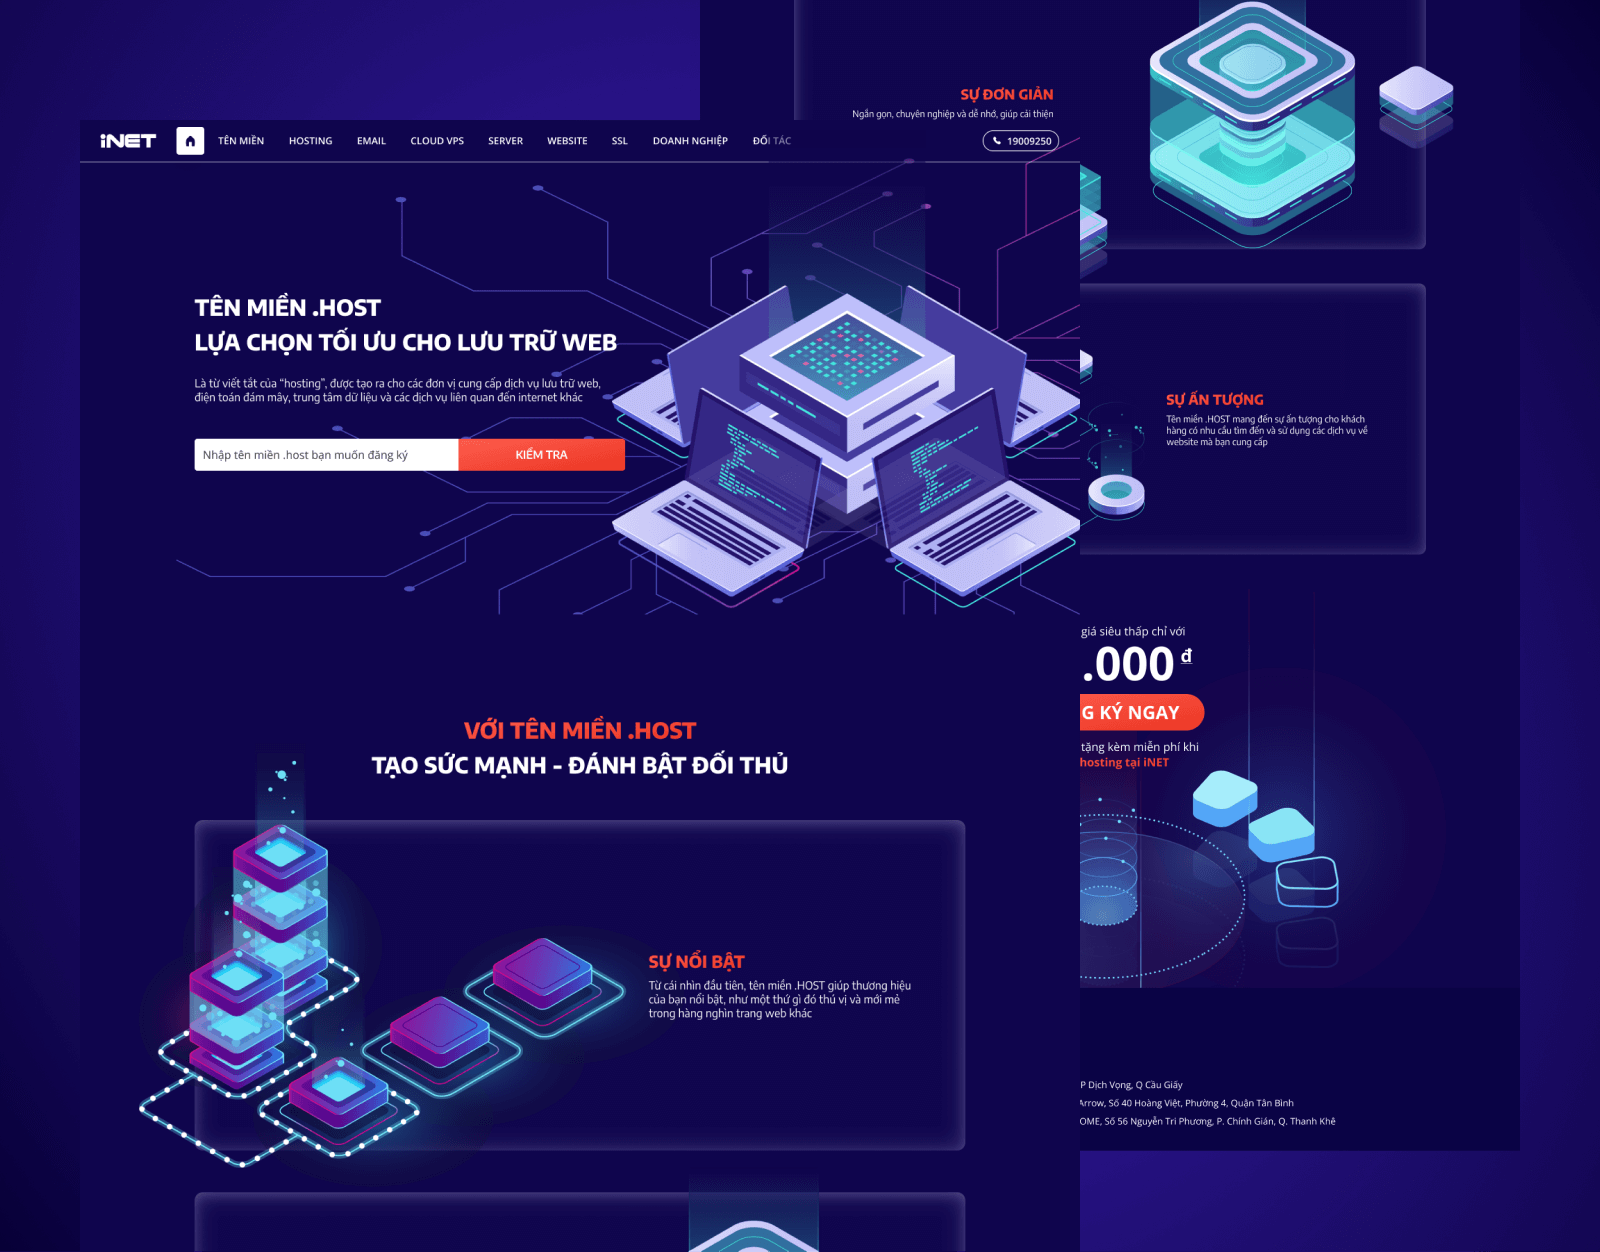 SỰ ĐƠN GIẢN
Ngắn gọn, chuyên nghiệp và dễ nhớ, giúp cải thiện
iNET
TÊN MIỀN
HOSTING
EMAIL
CLOUD VPS
SERVER
WEBSITE
SSL
DOANH NGHIỆP
ĐỐI TÁC
19009250
TÊN MIỀN .HOST
LỰA CHỌN TỐI ƯU CHO LƯU TRỮ WEB
Là từ viết tắt của “hosting”, được tạo ra cho các đơn vị cung cấp dịch vụ lưu trữ web,
điện toán đám mây, trung tâm dữ liệu và các dịch vụ liên quan đến internet khác
Nhập tên miền .host bạn muốn đăng ký
KIỂM TRA
SỰ ẤN TƯỢNG
Tên miền .HOST mang đến sự ấn tượng cho khách
hàng có nhu cầu tìm đến và sử dụng các dịch vụ về
website mà bạn cung cấp
giá siêu thấp chỉ với
.000 đ
G KÝ NGAY
tặng kèm miễn phí khi
hosting tại iNET
VỚI TÊN MIỀN .HOST
TẠO SỨC MẠNH - ĐÁNH BẬT ĐỐI THỦ
SỰ NỔI BẬT
Từ cái nhìn đầu tiên, tên miền .HOST giúp thương hiệu
của bạn nổi bật, như một thứ gì đó thú vị và mới mẻ
trong hàng nghìn trang web khác
P Dịch Vọng, Q Cầu Giấy
Arrow, Số 40 Hoàng Việt, Phường 4, Quận Tân Bình
OME, Số 56 Nguyễn Tri Phương, P. Chính Gián, Q. Thanh Khê